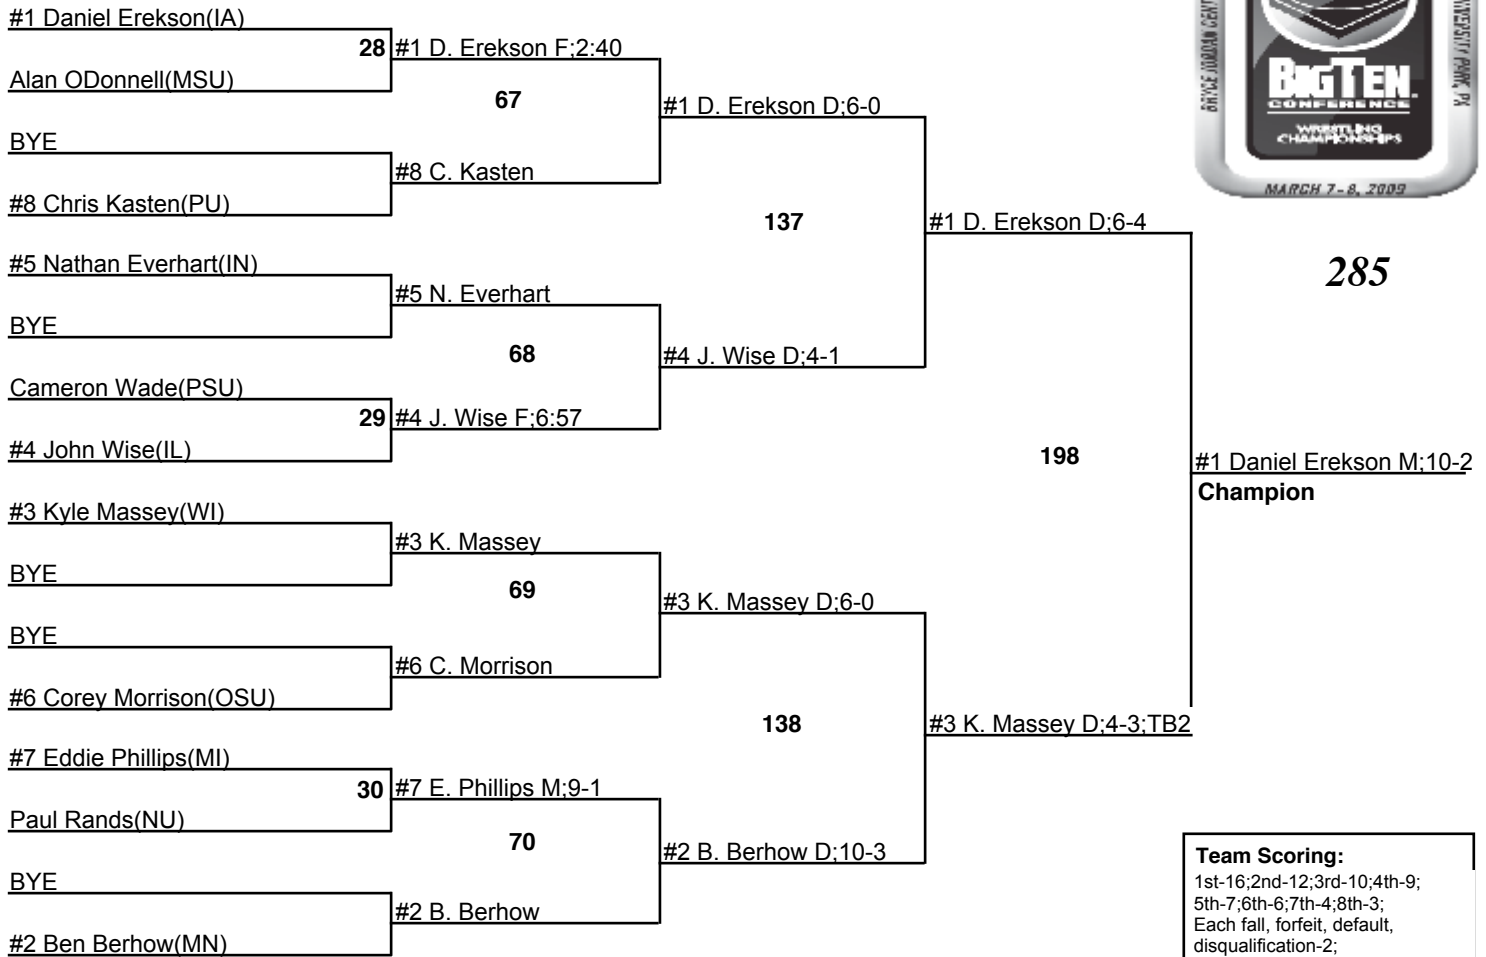 #1 Daniel Erekson(IA)
28 #1 D. Erekson F;2:40
Alan ODonnell(MSU)
67
#1 D. Erekson D;6-0
BYE
#8 C. Kasten
#8 Chris Kasten(PU)
137
#1 D. Erekson D;6-4
#5 Nathan Everhart(IN)
#5 N. Everhart
BYE
68
#4 J. Wise D;4-1
Cameron Wade(PSU)
29 #4 J. Wise F;6:57
#4 John Wise(IL)
198
#1 Daniel Erekson M;10-2
Champion
#3 Kyle Massey(WI)
#3 K. Massey
BYE
69
#3 K. Massey D;6-0
BYE
#6 C. Morrison
#6 Corey Morrison(OSU)
138
#3 K. Massey D;4-3;TB2
#7 Eddie Phillips(MI)
30 #7 E. Phillips M;9-1
Paul Rands(NU)
70
#2 B. Berhow D;10-3
BYE
#2 B. Berhow
#2 Ben Berhow(MN)
BIGTEN
CONFERENCE
WRESTLING
CHAMPIONSHIPS
MARCH 7-8, 2009
285
Team Scoring:
1st-16;2nd-12;3rd-10;4th-9;
5th-7;6th-6;7th-4;8th-3;
Each fall, forfeit, default,
disqualification-2;